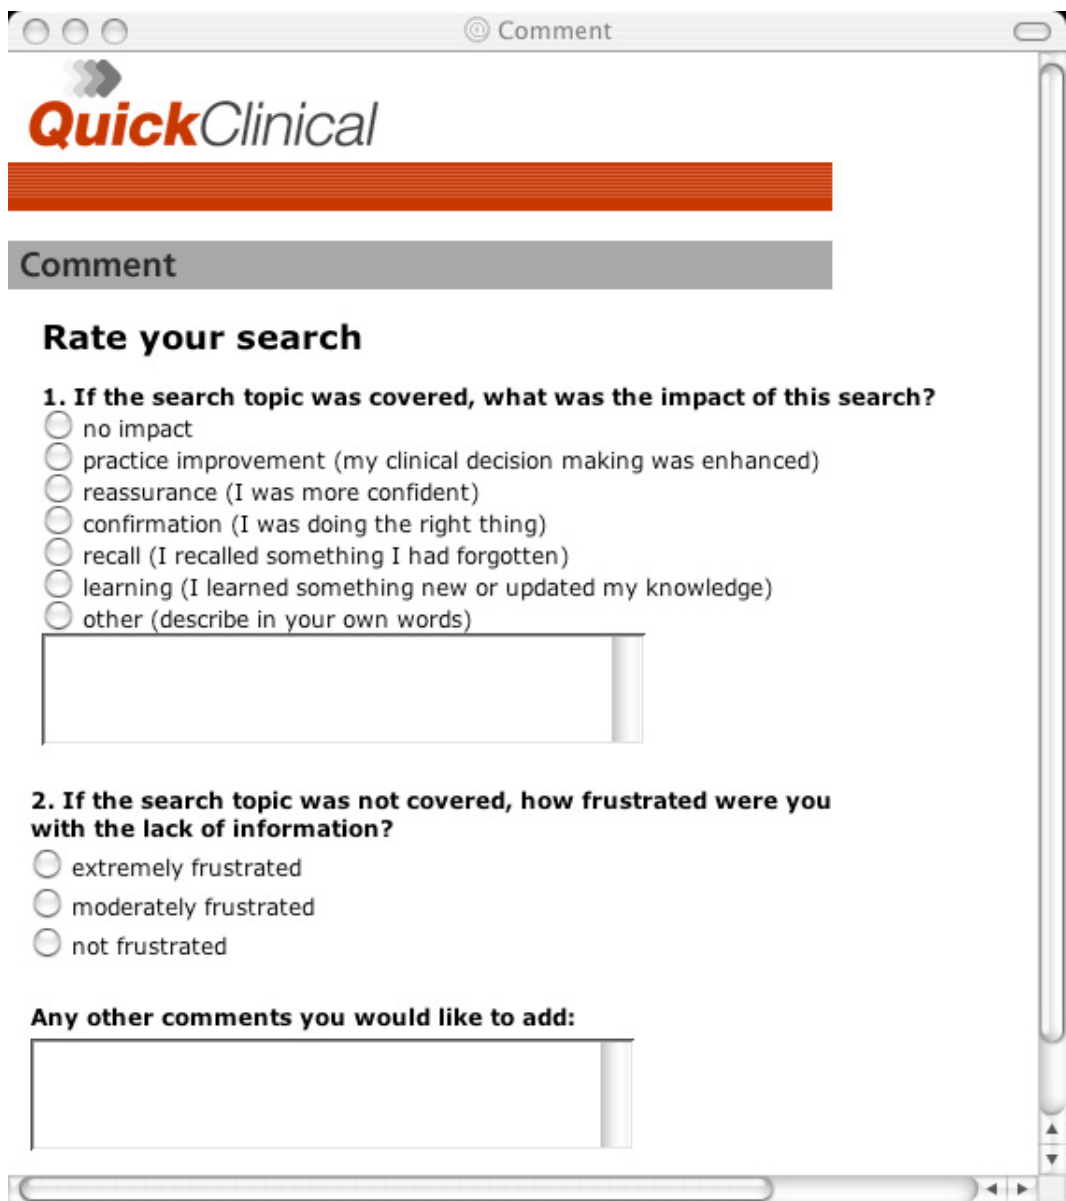 Comment
QuickClinical
Comment
Rate your search
1. If the search topic was covered, what was the impact of this search?
no impact
practice improvement (my clinical decision making was enhanced)
reassurance (I was more confident)
confirmation (I was doing the right thing)
recall (I recalled something I had forgotten)
learning (I learned something new or updated my knowledge)
other (describe in your own words)
2. If the search topic was not covered, how frustrated were you
with the lack of information?
extremely frustrated
moderately frustrated
not frustrated
Any other comments you would like to add: